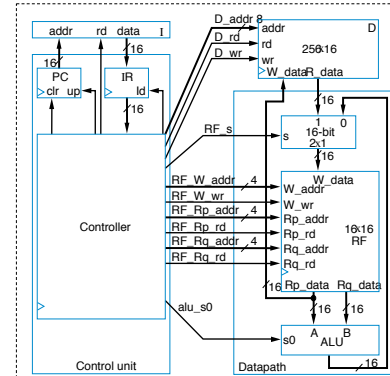 addr rd data I
16
16
PC
IR
clr up
ld
16
Controller
Control unit
D_addr 8
D_rd
D_wr
RF_s
RF_W_addr 4
RF_W_wr
RF_Rp_addr 4
RF_Rp_rd
RF_Rq_addr 4
RF_Rq_rd
alu_s0
addr D
rd
256x16
wr
W_data R_data
16
16
1 0
s 16-bit
2x1
16
W_data
W_addr
W_wr
Rp_addr 16x16
Rp_rd RF
Rq_addr
Rq_rd
Rp_data Rq_data
16
16
16
A B
s0 ALU
Datapath